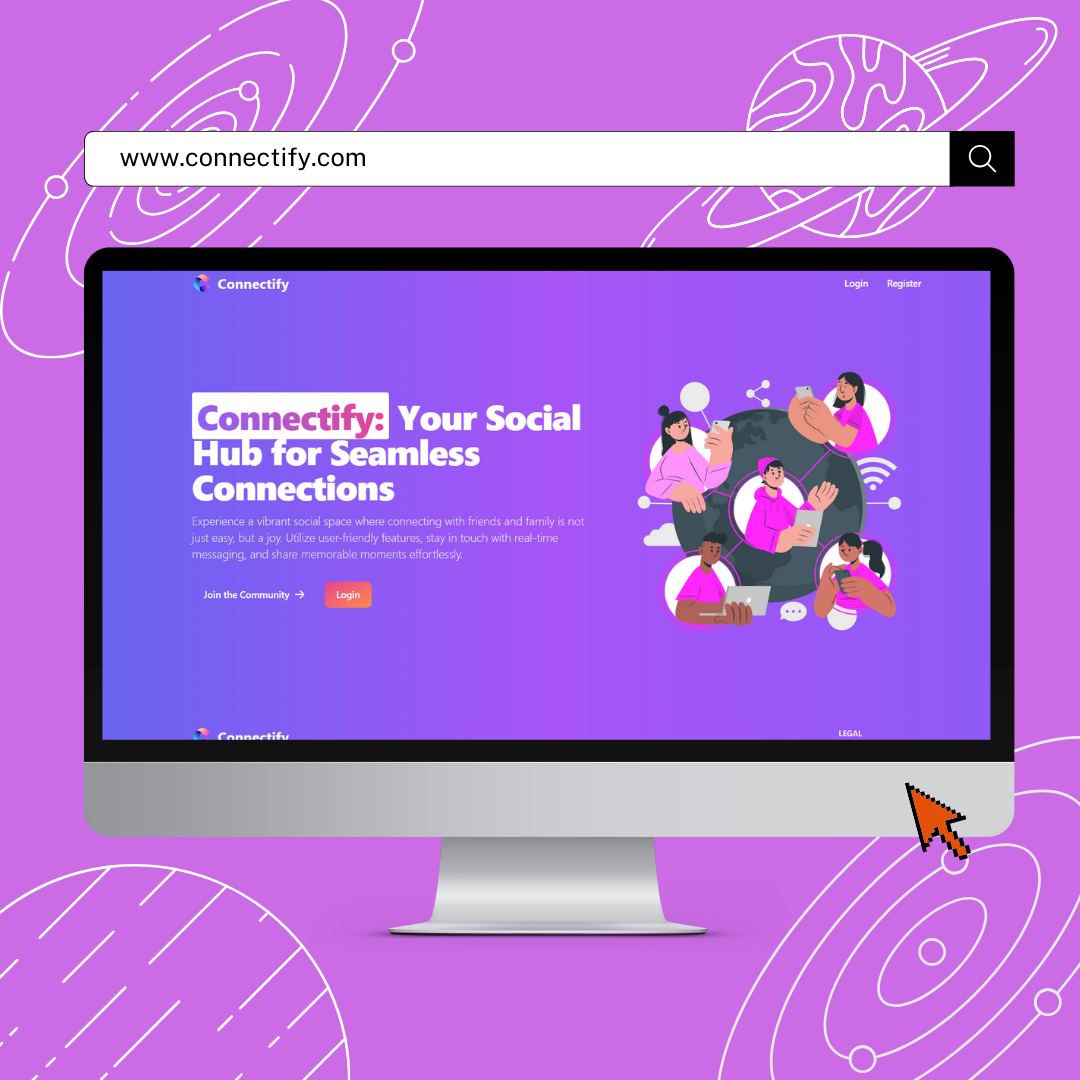 www.connectify.com
Connectify
Login Register
Connectify: Your Social
Hub for Seamless
Connections
Experience a vibrant social space where connecting with friends and family is not
just easy, but a joy. Utilize user-friendly features, stay in touch with real-time
messaging, and share memorable moments effortlessly.
Join the Community → Login
Connectify
LEGAL